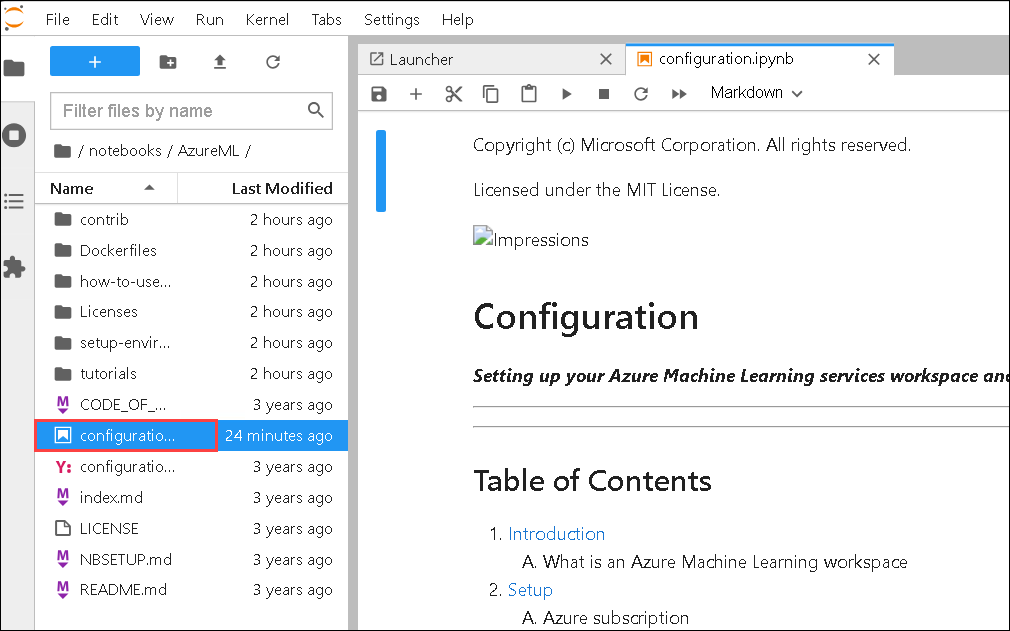 File Edit View Run Kernel Tabs Settings Help
+
Filter files by name
/ notebooks / AzureML /
Name Last Modified
contrib 2 hours ago
Dockerfiles 2 hours ago
how-to-use... 2 hours ago
Licenses 2 hours ago
setup-envir... 2 hours ago
tutorials 2 hours ago
M CODE_OF_... 3 years ago
configuratio... 24 minutes ago
Y: configuratio... 3 years ago
M index.md 3 years ago
LICENSE 3 years ago
M NBSETUP.md 3 years ago
M README.md 3 years ago
Launcher
configuration.ipynb
Markdown
Copyright (c) Microsoft Corporation. All rights reserved.
Licensed under the MIT License.
Impressions
Configuration
Setting up your Azure Machine Learning services workspace and
Table of Contents
1. Introduction
A. What is an Azure Machine Learning workspace
2. Setup
A. Azure subscription